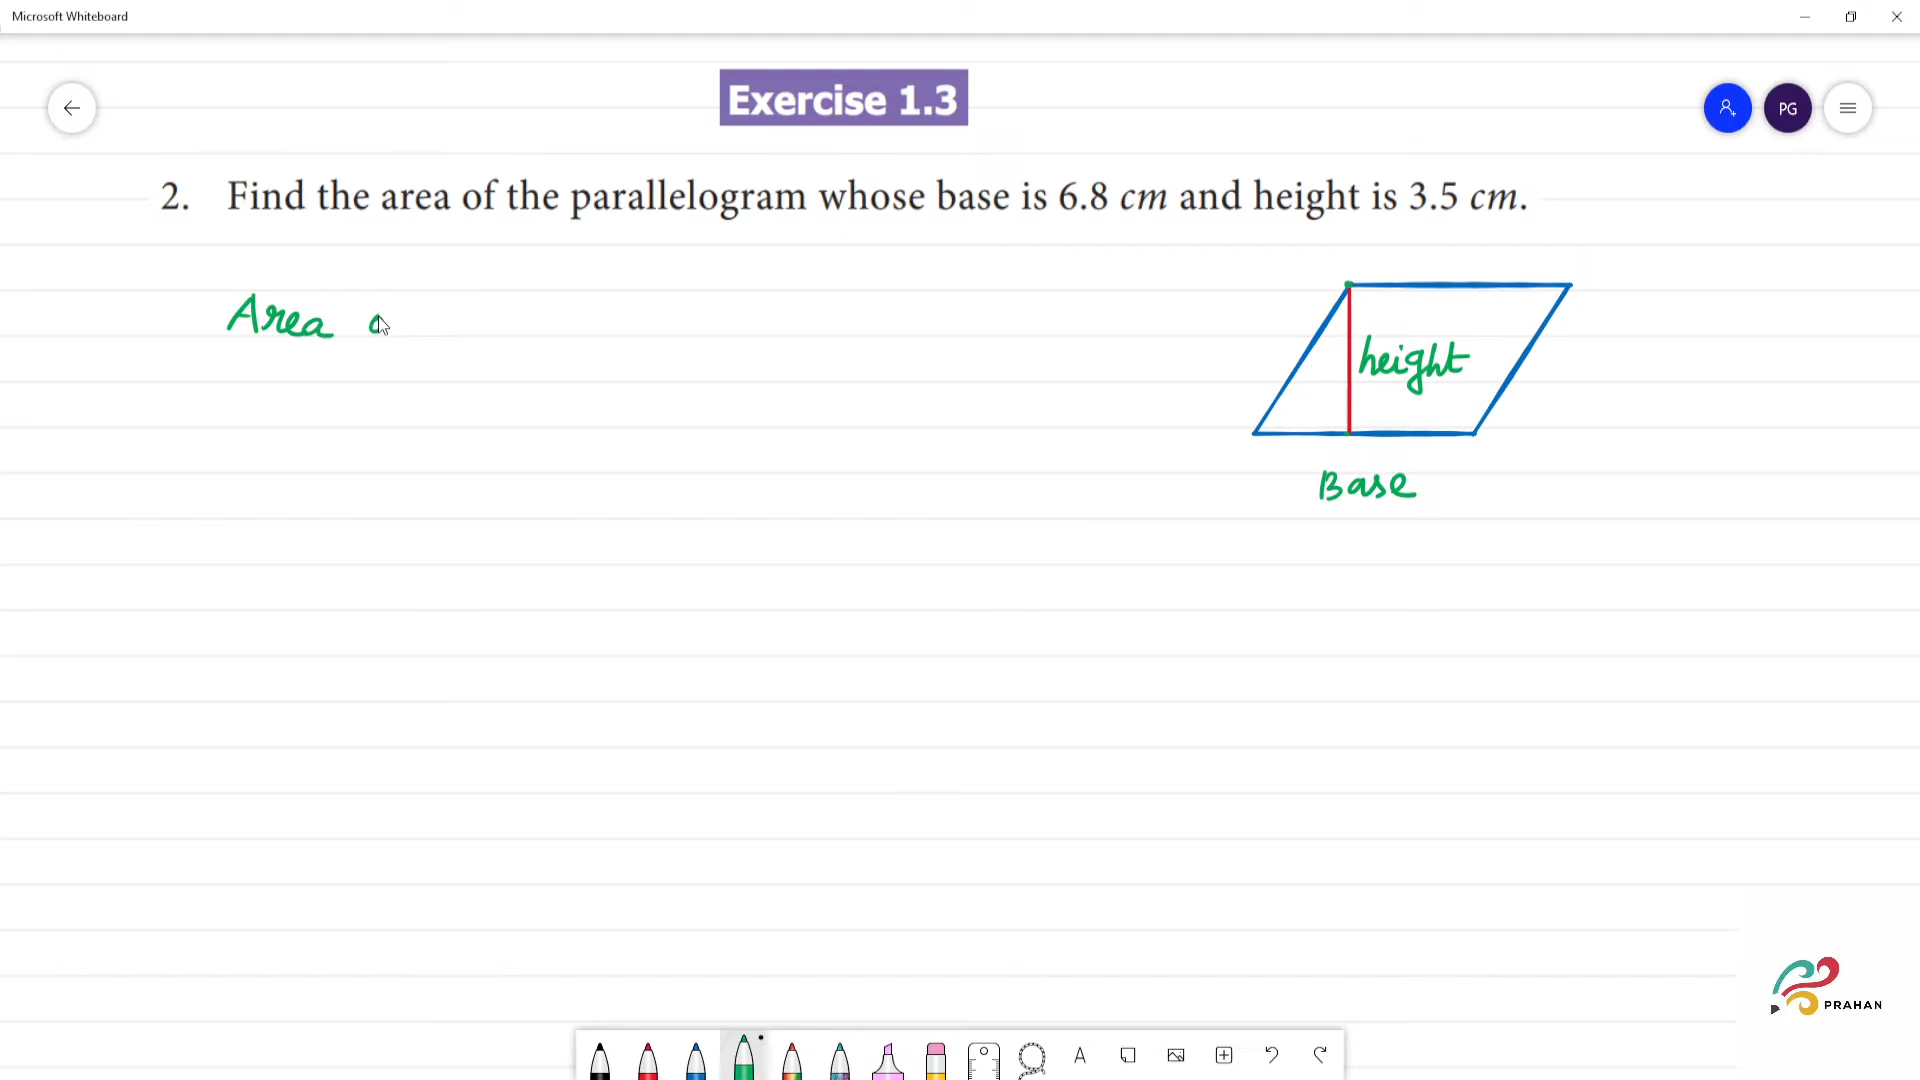 Microsoft Whiteboard
Exercise 1.3
PG
2. Find the area of the parallelogram whose base is 6.8 cm and height is 3.5 cm.
Area
height
Base
PRAHAN
A